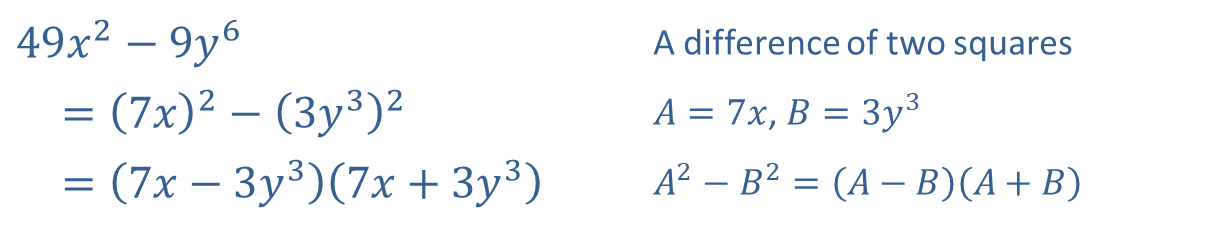 49x² − 9y⁶ A difference of two squares
= (7x)² − (3y³)² A = 7x, B = 3y³
= (7x − 3y³)(7x + 3y³) A² − B² = (A − B)(A + B)